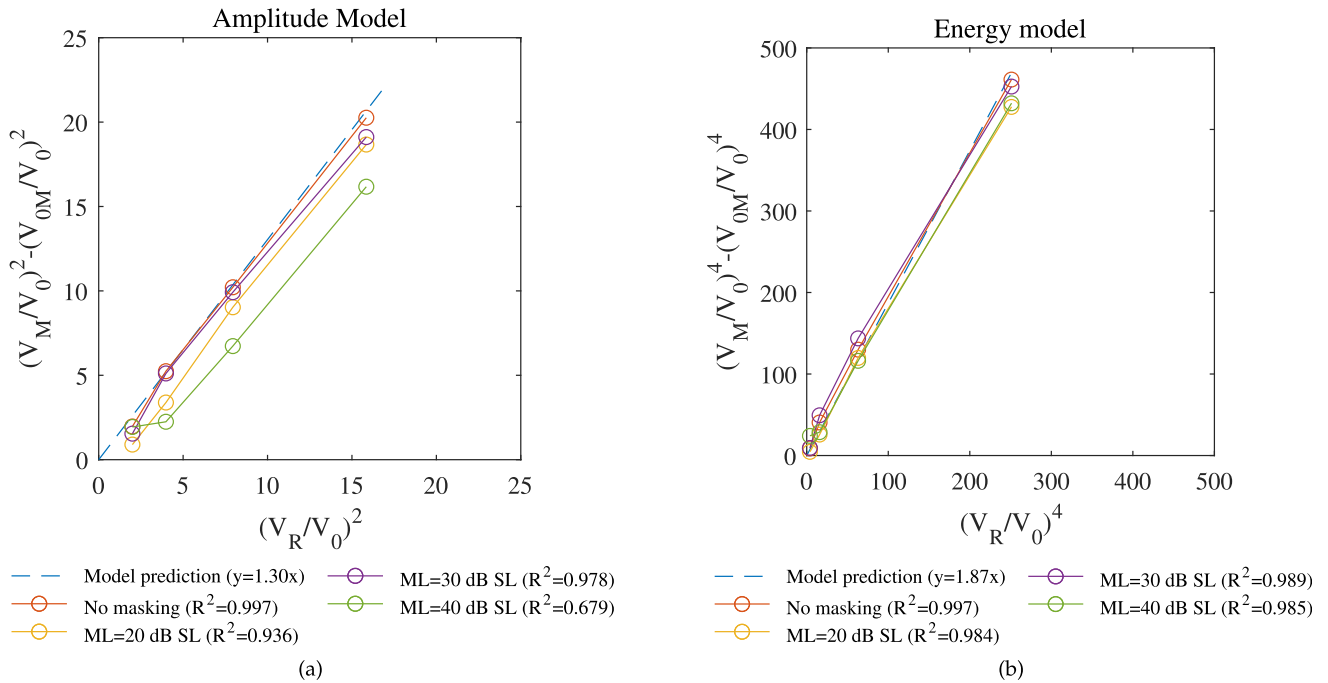 Amplitude Model
25
20
15
10
5
0
0 5 10 15 20 25
(V_M/V_0)^2-(V_{0M}/V_0)^2
(V_R/V_0)^2
Model prediction (y=1.30x)
No masking (R^2=0.997)
ML=20 dB SL (R^2=0.936)
ML=30 dB SL (R^2=0.978)
ML=40 dB SL (R^2=0.679)
(a)
Energy model
500
400
300
200
100
0
0 100 200 300 400 500
(V_M/V_0)^4-(V_{0M}/V_0)^4
(V_R/V_0)^4
Model prediction (y=1.87x)
No masking (R^2=0.997)
ML=20 dB SL (R^2=0.984)
ML=30 dB SL (R^2=0.989)
ML=40 dB SL (R^2=0.985)
(b)